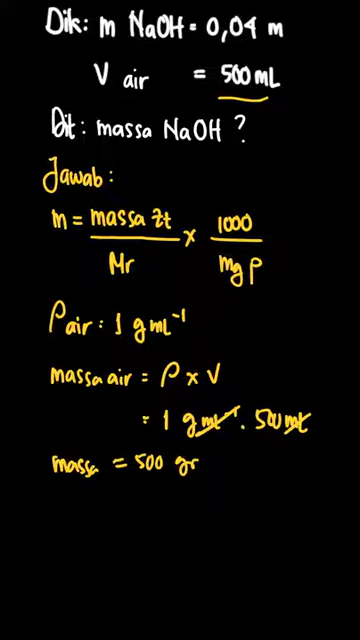 Dik: m NaOH = 0,04 m
V air = 500 mL
Dit: massa NaOH ?
Jawab:
m = massa zt / Mr x 1000 / mg p
ρ air = 1 g mL⁻¹
massa air = ρ x V
= 1 g mL⁻¹ . 500 mL
massa = 500 gr